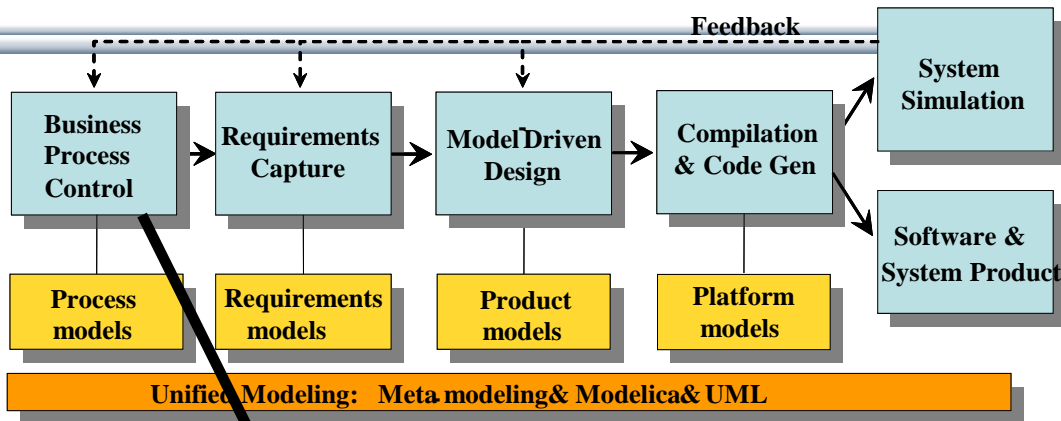 Feedback
System
Simulation
Business
Process
Control
Requirements
Capture
Model-Driven
Design
Compilation
& Code Gen
Software &
System Product
Process
models
Requirements
models
Product
models
Platform
models
Unified Modeling: Meta-modeling& Modelica& UML